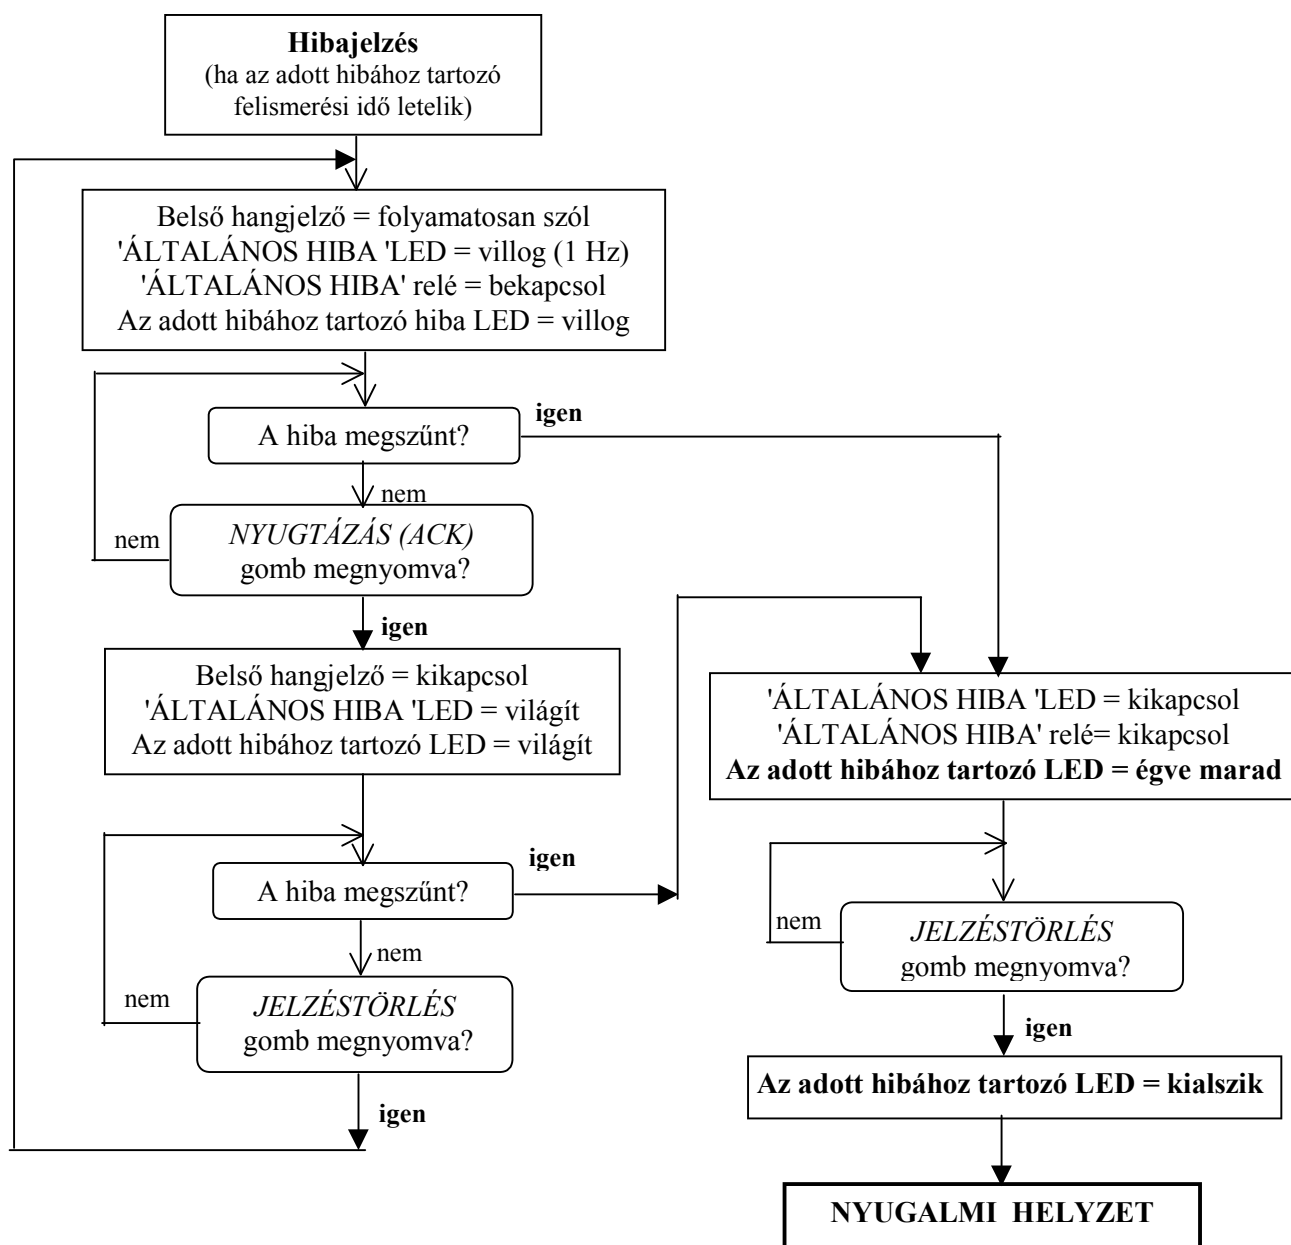 Hibajelzés
(ha az adott hibához tartozó
felismerési idő letelik)
Belső hangjelző = folyamatosan szól
'ÁLTALÁNOS HIBA 'LED = villog (1 Hz)
'ÁLTALÁNOS HIBA' relé = bekapcsol
Az adott hibához tartozó hiba LED = villog
igen
A hiba megszűnt?
nem
nem
NYUGTÁZÁS (ACK)
gomb megnyomva?
igen
Belső hangjelző = kikapcsol
'ÁLTALÁNOS HIBA 'LED = világít
Az adott hibához tartozó LED = világít
igen
A hiba megszűnt?
nem
nem
JELZÉSTÖRLÉS
gomb megnyomva?
igen
'ÁLTALÁNOS HIBA 'LED = kikapcsol
'ÁLTALÁNOS HIBA' relé= kikapcsol
Az adott hibához tartozó LED = égve marad
nem
JELZÉSTÖRLÉS
gomb megnyomva?
igen
Az adott hibához tartozó LED = kialszik
NYUGALMI HELYZET